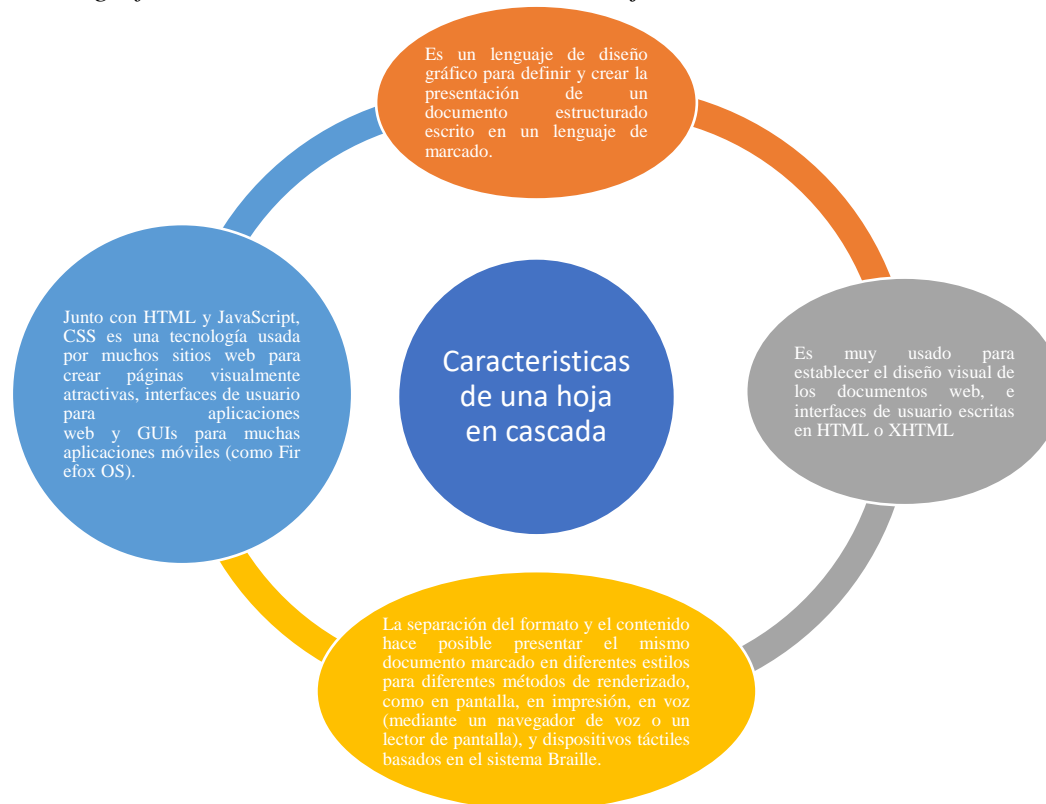 Es un lenguaje de diseño
gráfico para definir y crear la
presentación de un
documento estructurado
escrito en un lenguaje de
marcado.
Es muy usado para
establecer el diseño visual de
los documentos web, e
interfaces de usuario escritas
en HTML o XHTML
La separación del formato y el contenido
hace posible presentar el mismo
documento marcado en diferentes estilos
para diferentes métodos de renderizado,
como en pantalla, en impresión, en voz
(mediante un navegador de voz o un
lector de pantalla), y dispositivos táctiles
basados en el sistema Braille.
Junto con HTML y JavaScript,
CSS es una tecnología usada
por muchos sitios web para
crear páginas visualmente
atractivas, interfaces de usuario
para aplicaciones
web y GUIs para muchas
aplicaciones móviles (como Fir
efox OS).
Caracteristicas
de una hoja
en cascada